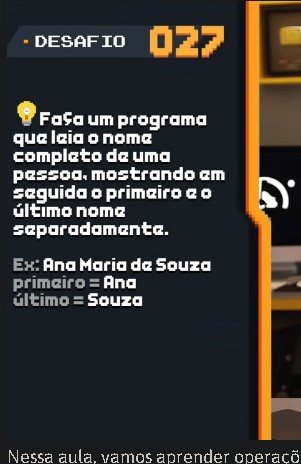 DESAFIO 027
Faça um programa
que leia o nome
completo de uma
pessoa, mostrando em
seguida o primeiro e o
último nome
separadamente.
Ex: Ana Maria de Souza
primeiro = Ana
último = Souza
Nessa aula, vamos aprender